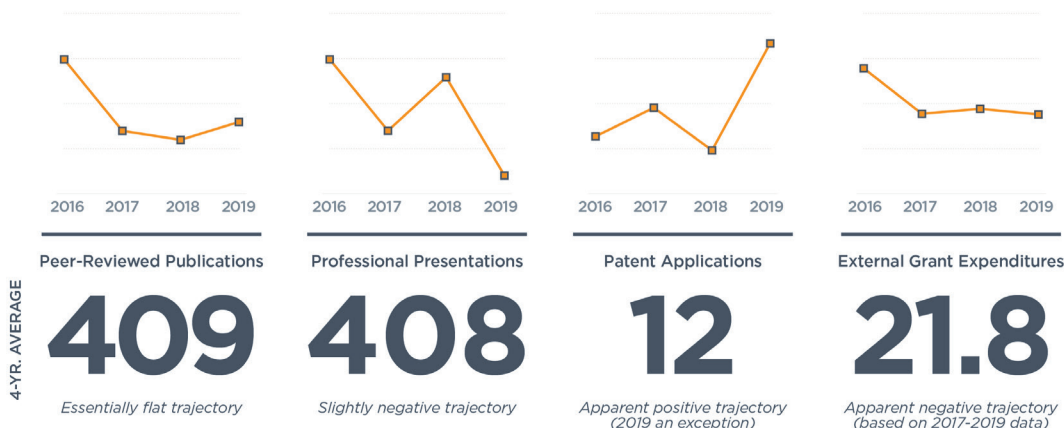 2016 2017 2018 2019
Peer-Reviewed Publications
409
Essentially flat trajectory
2016 2017 2018 2019
Professional Presentations
408
Slightly negative trajectory
2016 2017 2018 2019
Patent Applications
12
Apparent positive trajectory
(2019 an exception)
2016 2017 2018 2019
External Grant Expenditures
21.8
Apparent negative trajectory
(based on 2017-2019 data)
4-YR. AVERAGE